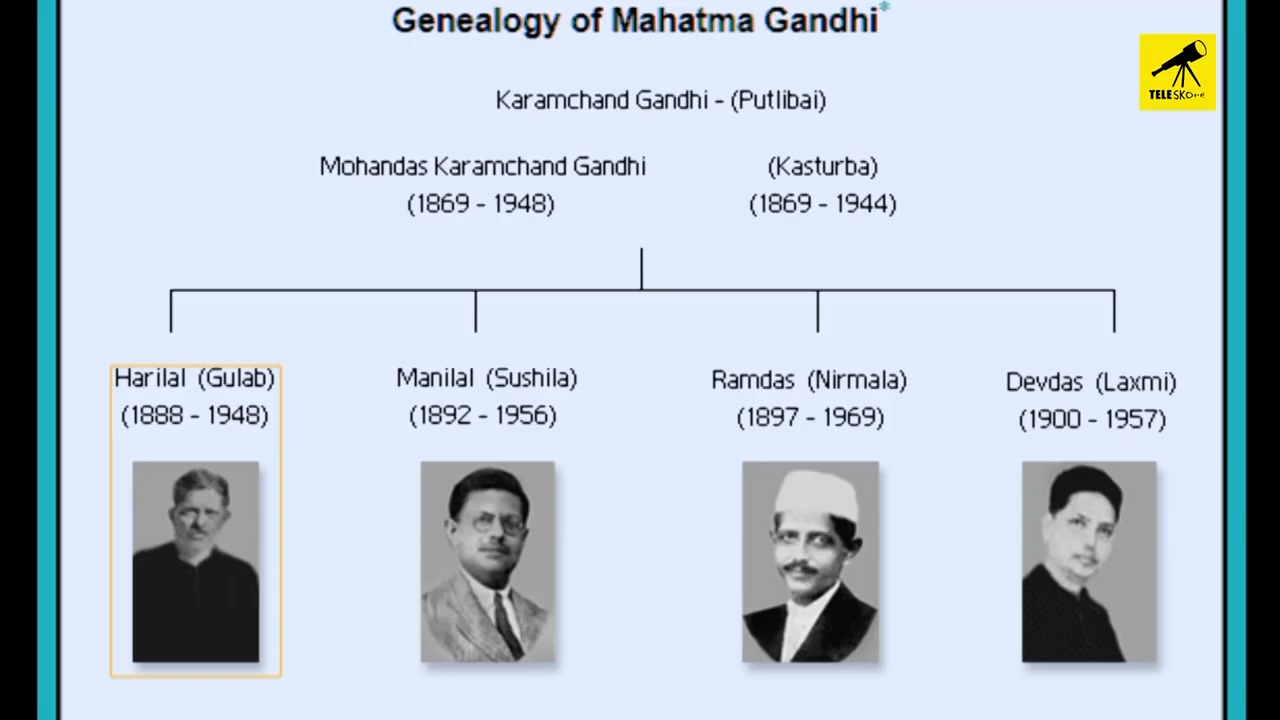 Genealogy of Mahatma Gandhi*
TELESKOPE
Karamchand Gandhi - (Putlibai)
Mohandas Karamchand Gandhi (Kasturba)
(1869 - 1948) (1869 - 1944)
Harilal (Gulab) Manilal (Sushila) Ramdas (Nirmala) Devdas (Laxmi)
(1888 - 1948) (1892 - 1956) (1897 - 1969) (1900 - 1957)